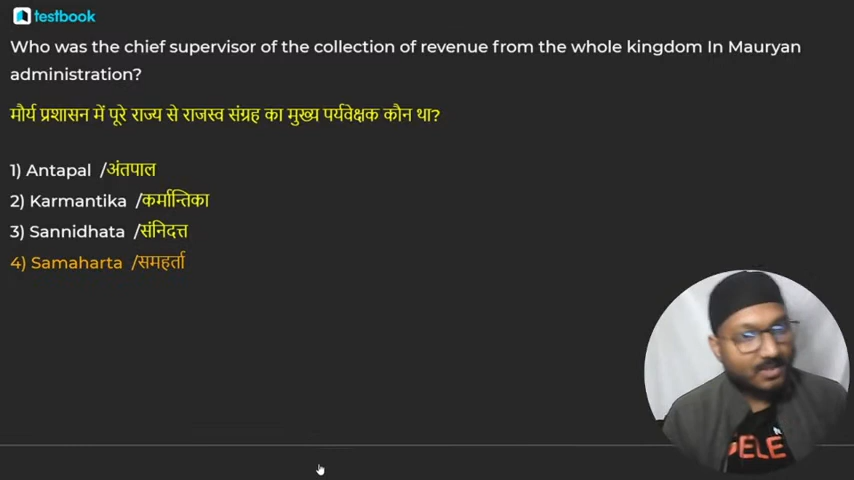 testbook
Who was the chief supervisor of the collection of revenue from the whole kingdom In Mauryan
administration?
मौर्य प्रशासन में पूरे राज्य से राजस्व संग्रह का मुख्य पर्यवेक्षक कौन था?
1) Antapal /अंतपाल
2) Karmantika /कर्मान्तिका
3) Sannidhata /संनिदत्त
4) Samaharta /समहर्ता